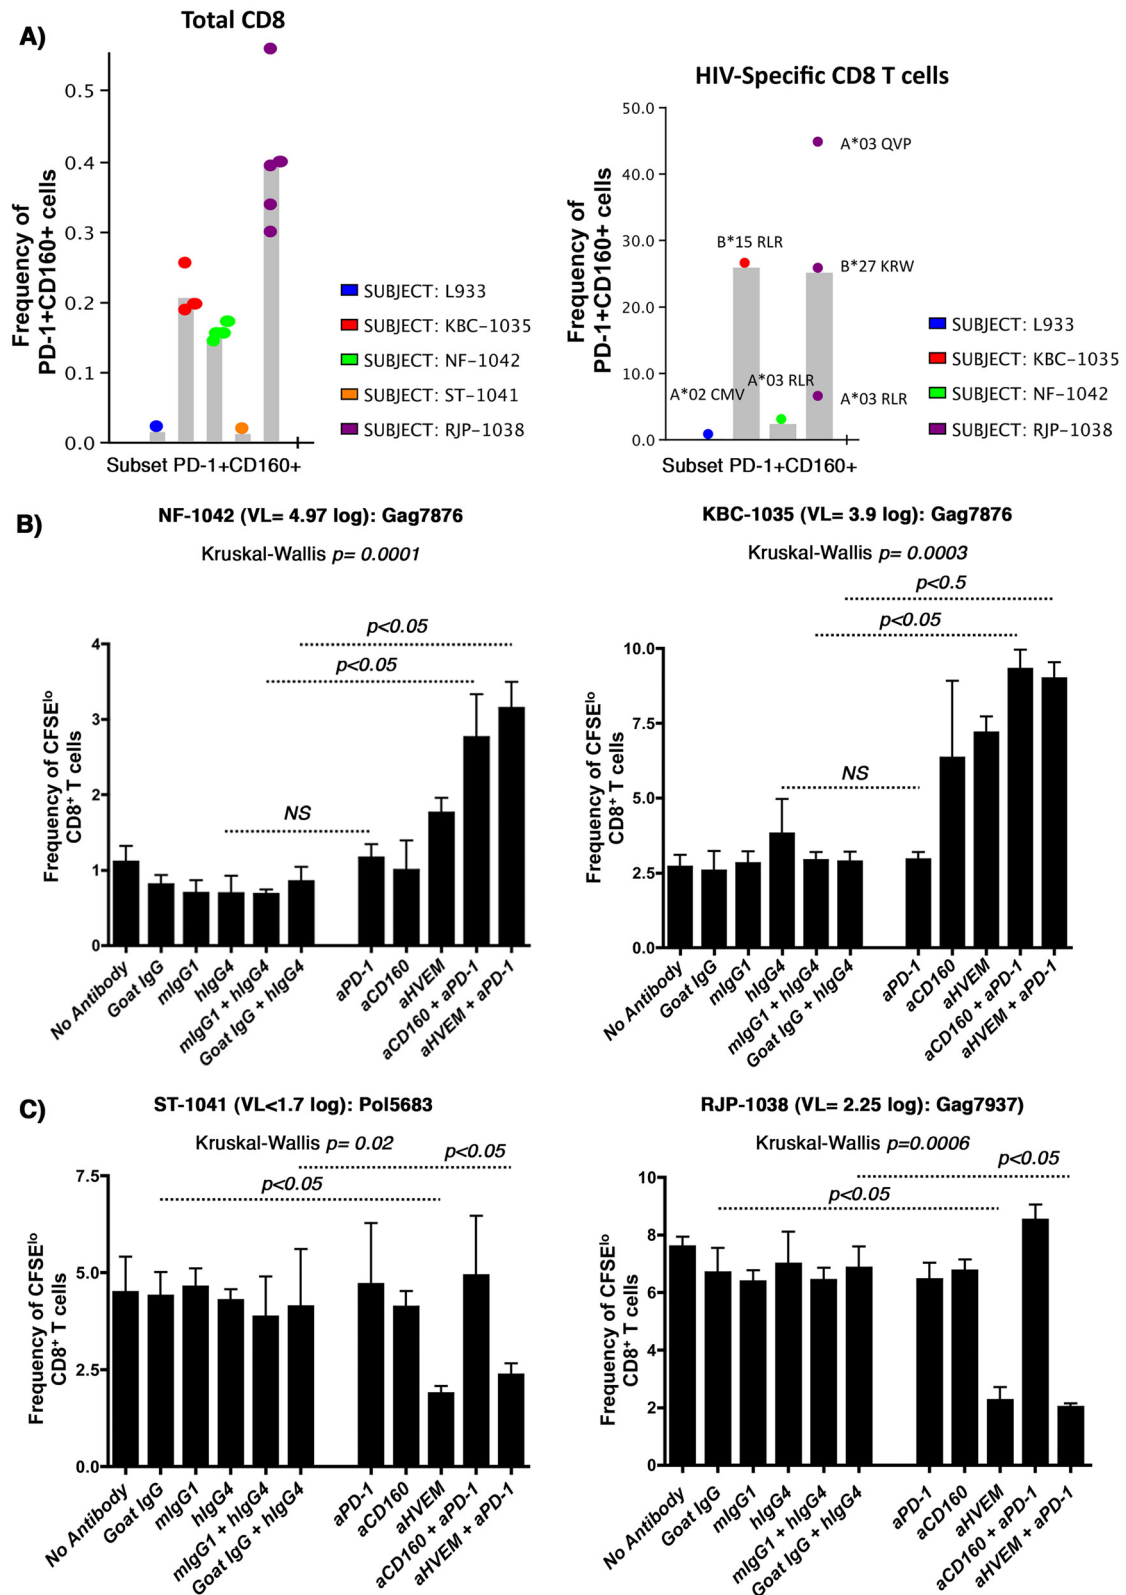 A)
Total CD8
Frequency of
PD-1+CD160+ cells
0.5
0.4
0.3
0.2
0.1
0.0
Subset PD-1+CD160+
SUBJECT: L933
SUBJECT: KBC-1035
SUBJECT: NF-1042
SUBJECT: ST-1041
SUBJECT: RJP-1038
HIV-Specific CD8 T cells
Frequency of
PD-1+CD160+ cells
50.0
40.0
30.0
20.0
10.0
0.0
A*03 QVP
B*15 RLR
B*27 KRW
A*02 CMV
A*03 RLR
A*03 RLR
Subset PD-1+CD160+
SUBJECT: L933
SUBJECT: KBC-1035
SUBJECT: NF-1042
SUBJECT: RJP-1038
B)
NF-1042 (VL= 4.97 log): Gag7876
Kruskal-Wallis p= 0.0001
p<0.05
p<0.05
NS
Frequency of CFSElo
CD8+ T cells
4
3
2
1
0
No Antibody
Goat IgG
mIgG1
hIgG4
mIgG1 + hIgG4
Goat IgG + hIgG4
aPD-1
aCD160
aHVEM
aCD160 + aPD-1
aHVEM + aPD-1
KBC-1035 (VL= 3.9 log): Gag7876
Kruskal-Wallis p= 0.0003
p<0.5
p<0.05
NS
Frequency of CFSElo
CD8+ T cells
10.0
7.5
5.0
2.5
0.0
No Antibody
Goat IgG
mIgG1
hIgG4
mIgG1 + hIgG4
Goat IgG + hIgG4
aPD-1
aCD160
aHVEM
aCD160 + aPD-1
aHVEM + aPD-1
C)
ST-1041 (VL<1.7 log): Pol5683
Kruskal-Wallis p= 0.02
p<0.05
p<0.05
Frequency of CFSElo
CD8+ T cells
7.5
5.0
2.5
0.0
No Antibody
Goat IgG
mIgG1
hIgG4
mIgG1 + hIgG4
Goat IgG + hIgG4
aPD-1
aCD160
aHVEM
aCD160 + aPD-1
aHVEM + aPD-1
RJP-1038 (VL= 2.25 log): Gag7937)
Kruskal-Wallis p=0.0006
p<0.05
p<0.05
Frequency of CFSElo
CD8+ T cells
10
8
6
4
2
0
No Antibody
Goat IgG
mIgG1
hIgG4
mIgG1 + hIgG4
Goat IgG + hIgG4
aPD-1
aCD160
aHVEM
aCD160 + aPD-1
aHVEM + aPD-1